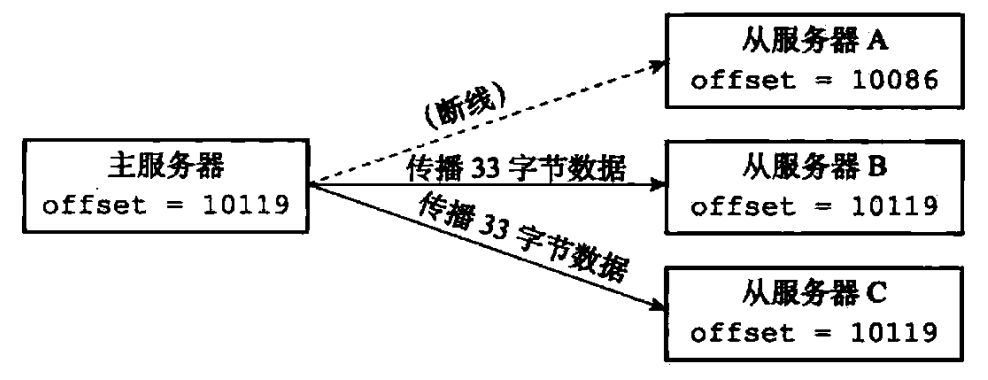 从服务器 A
offset = 10086
(断线)
主服务器
offset = 10119
传播 33 字节数据
从服务器 B
offset = 10119
传播 33 字节数据
从服务器 C
offset = 10119